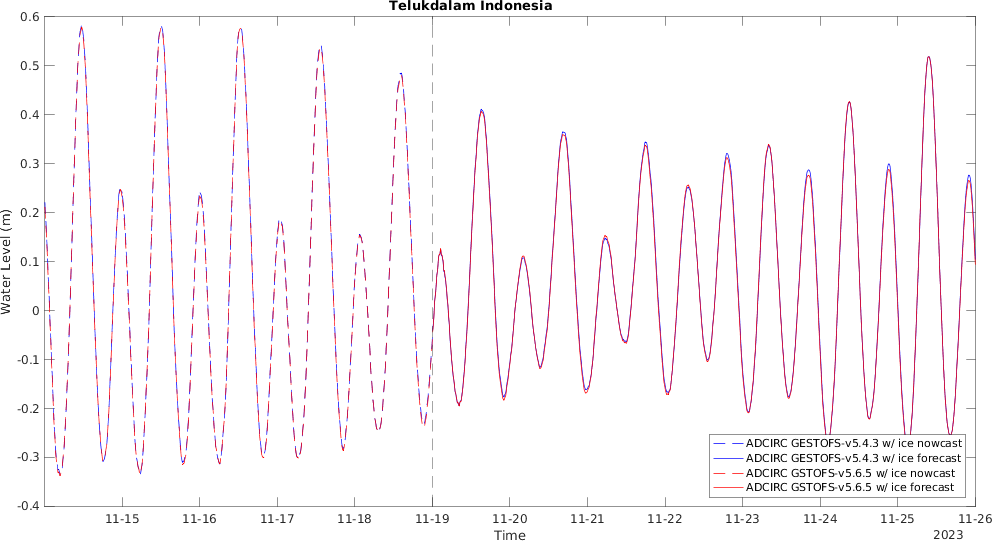 Telukdalam Indonesia
Water Level (m)
0.6
0.5
0.4
0.3
0.2
0.1
0
-0.1
-0.2
-0.3
-0.4
ADCIRC GESTOFS-v5.4.3 w/ ice nowcast
ADCIRC GESTOFS-v5.4.3 w/ ice forecast
ADCIRC GSTOFS-v5.6.5 w/ ice nowcast
ADCIRC GSTOFS-v5.6.5 w/ ice forecast
11-15 11-16 11-17 11-18 11-19 11-20 11-21 11-22 11-23 11-24 11-25 11-26
Time
2023